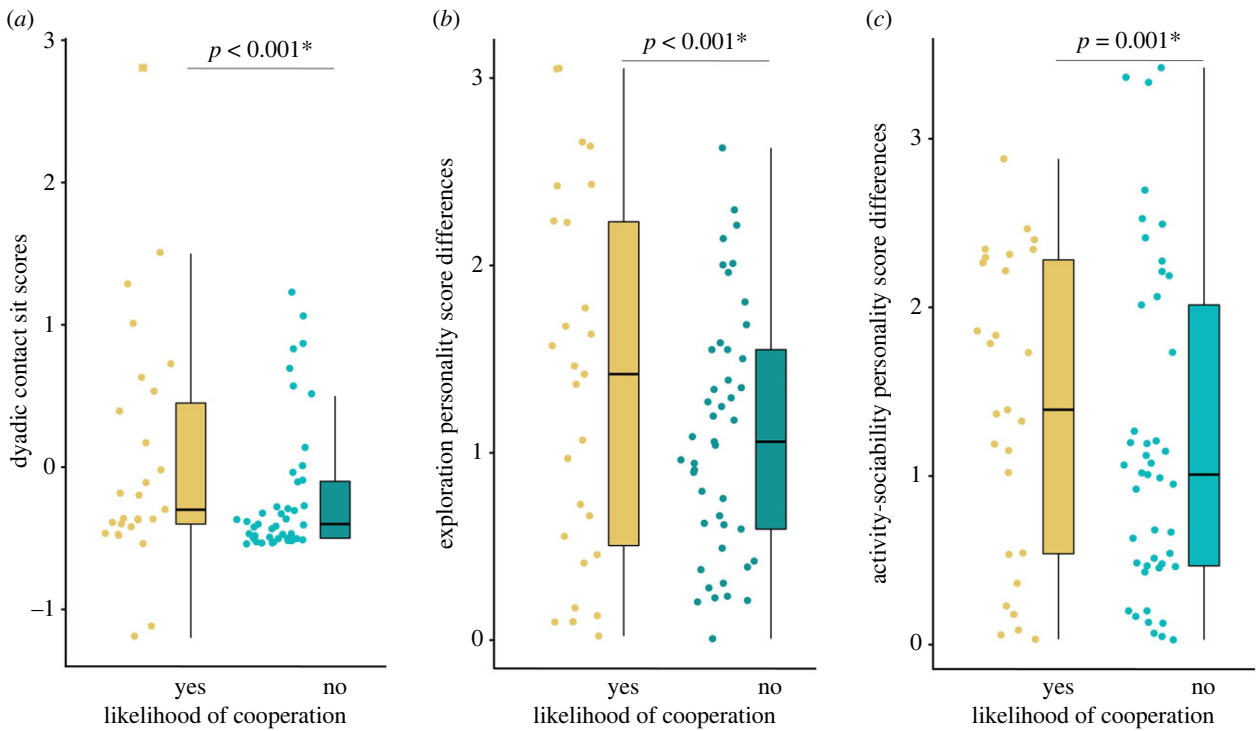 (a)
p < 0.001*
dyadic contact sit scores
3
2
1
0
–1
yes no
likelihood of cooperation
(b)
p < 0.001*
exploration personality score differences
3
2
1
0
yes no
likelihood of cooperation
(c)
p = 0.001*
activity-sociability personality score differences
3
2
1
0
yes no
likelihood of cooperation